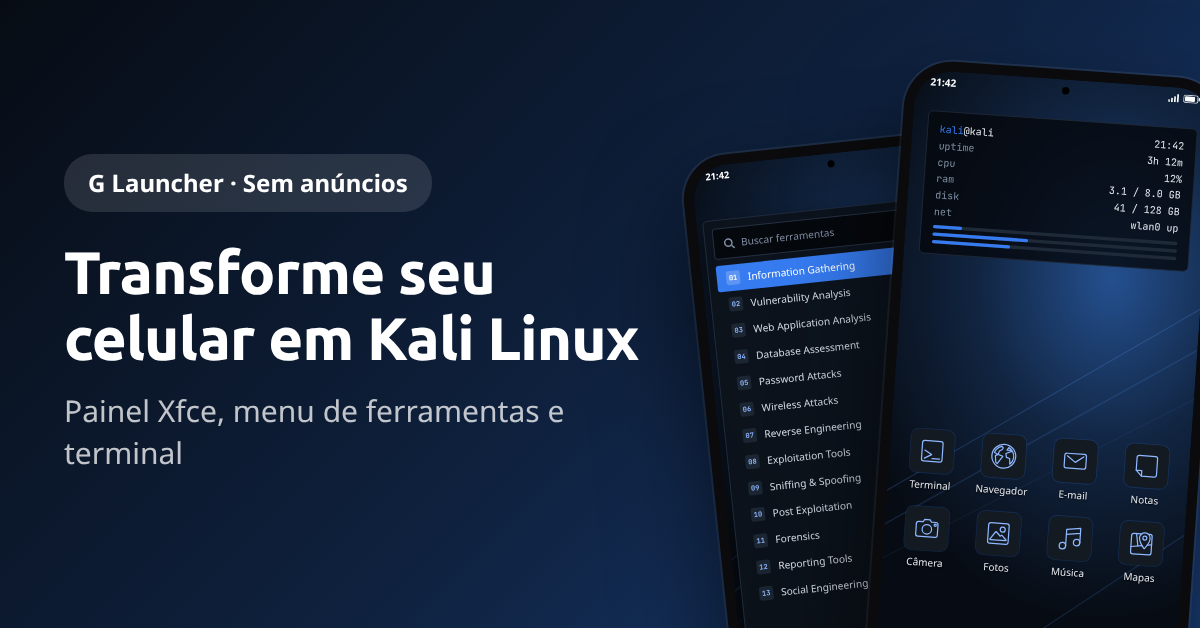 G Launcher · Sem anúncios
Transforme seu
celular em Kali Linux
Painel Xfce, menu de ferramentas e
terminal
21:42
Buscar ferramentas
01 Information Gathering
02 Vulnerability Analysis
03 Web Application Analysis
04 Database Assessment
05 Password Attacks
06 Wireless Attacks
07 Reverse Engineering
08 Exploitation Tools
09 Sniffing & Spoofing
10 Post Exploitation
11 Forensics
12 Reporting Tools
13 Social Engineering
21:42
kali@kali 21:42
uptime 3h 12m
cpu 12%
ram 3.1 / 8.0 GB
disk 41 / 128 GB
net wlan0 up
Terminal Navegador E-mail Notas
Câmera Fotos Música Mapas